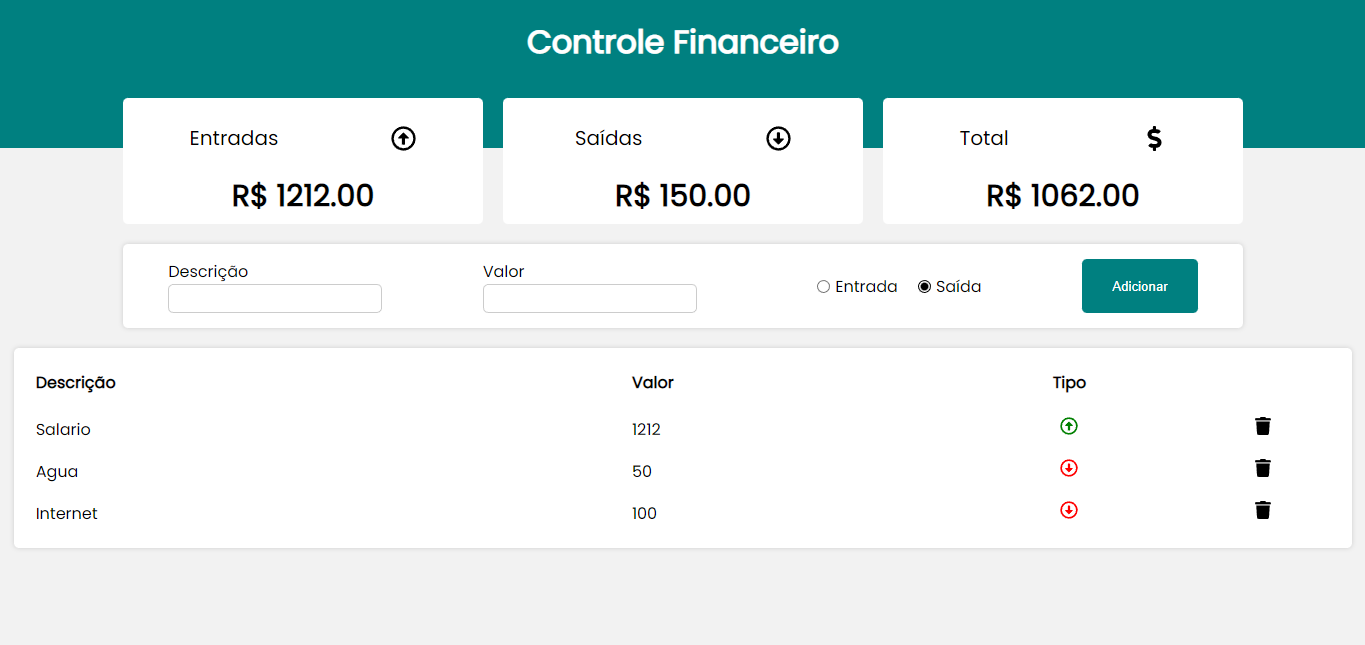 Controle Financeiro
Entradas
R$ 1212.00
Saídas
R$ 150.00
Total
$
R$ 1062.00
Descrição
Valor
Entrada
Saída
Adicionar
Descrição Valor Tipo
Salario 1212
Agua 50
Internet 100